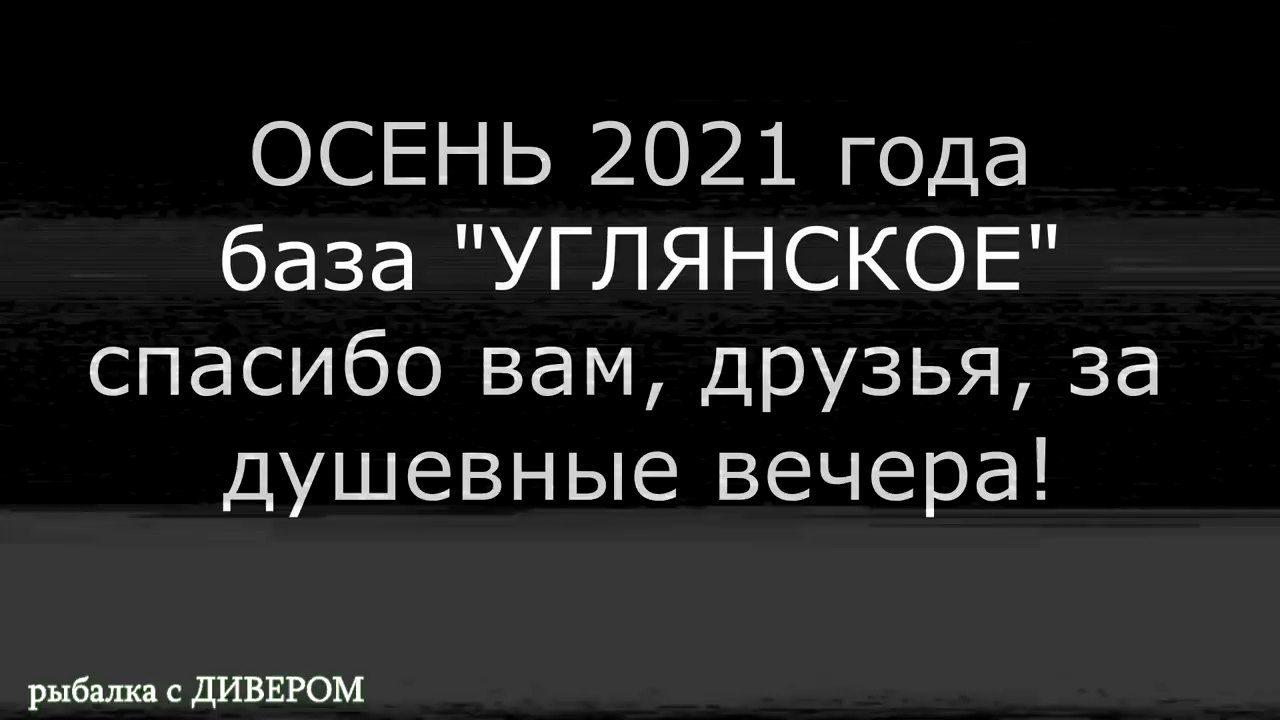 ОСЕНЬ 2021 года
база "УГЛЯНСКОЕ"
спасибо вам, друзья, за
душевные вечера!
рыбалка с ДИВЕРОМ